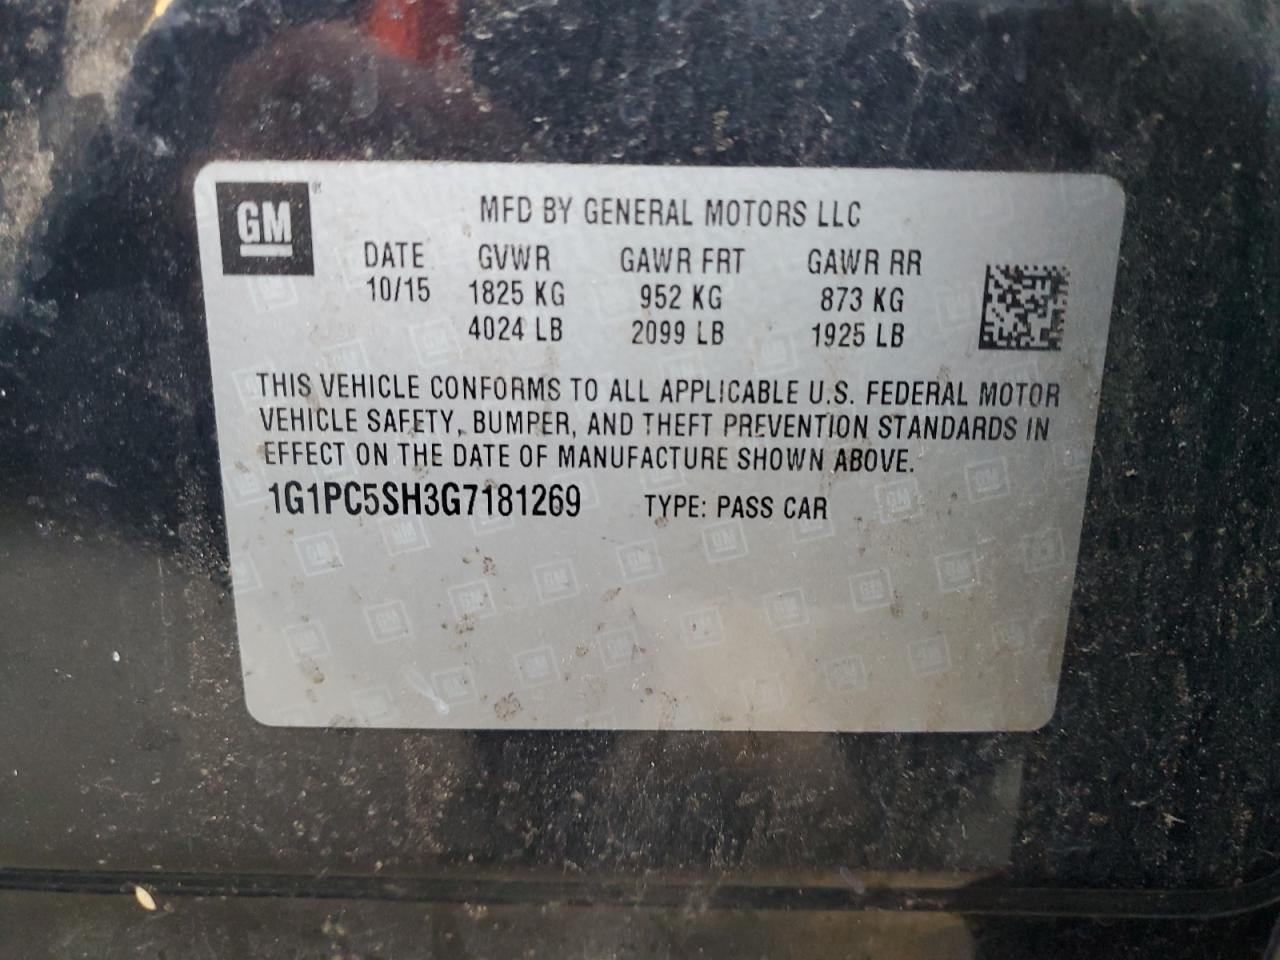 GM®
MFD BY GENERAL MOTORS LLC
DATE GVWR GAWR FRT GAWR RR
10/15 1825 KG 952 KG 873 KG
4024 LB 2099 LB 1925 LB
THIS VEHICLE CONFORMS TO ALL APPLICABLE U.S. FEDERAL MOTOR
VEHICLE SAFETY, BUMPER, AND THEFT PREVENTION STANDARDS IN
EFFECT ON THE DATE OF MANUFACTURE SHOWN ABOVE.
1G1PC5SH3G7181269 TYPE: PASS CAR